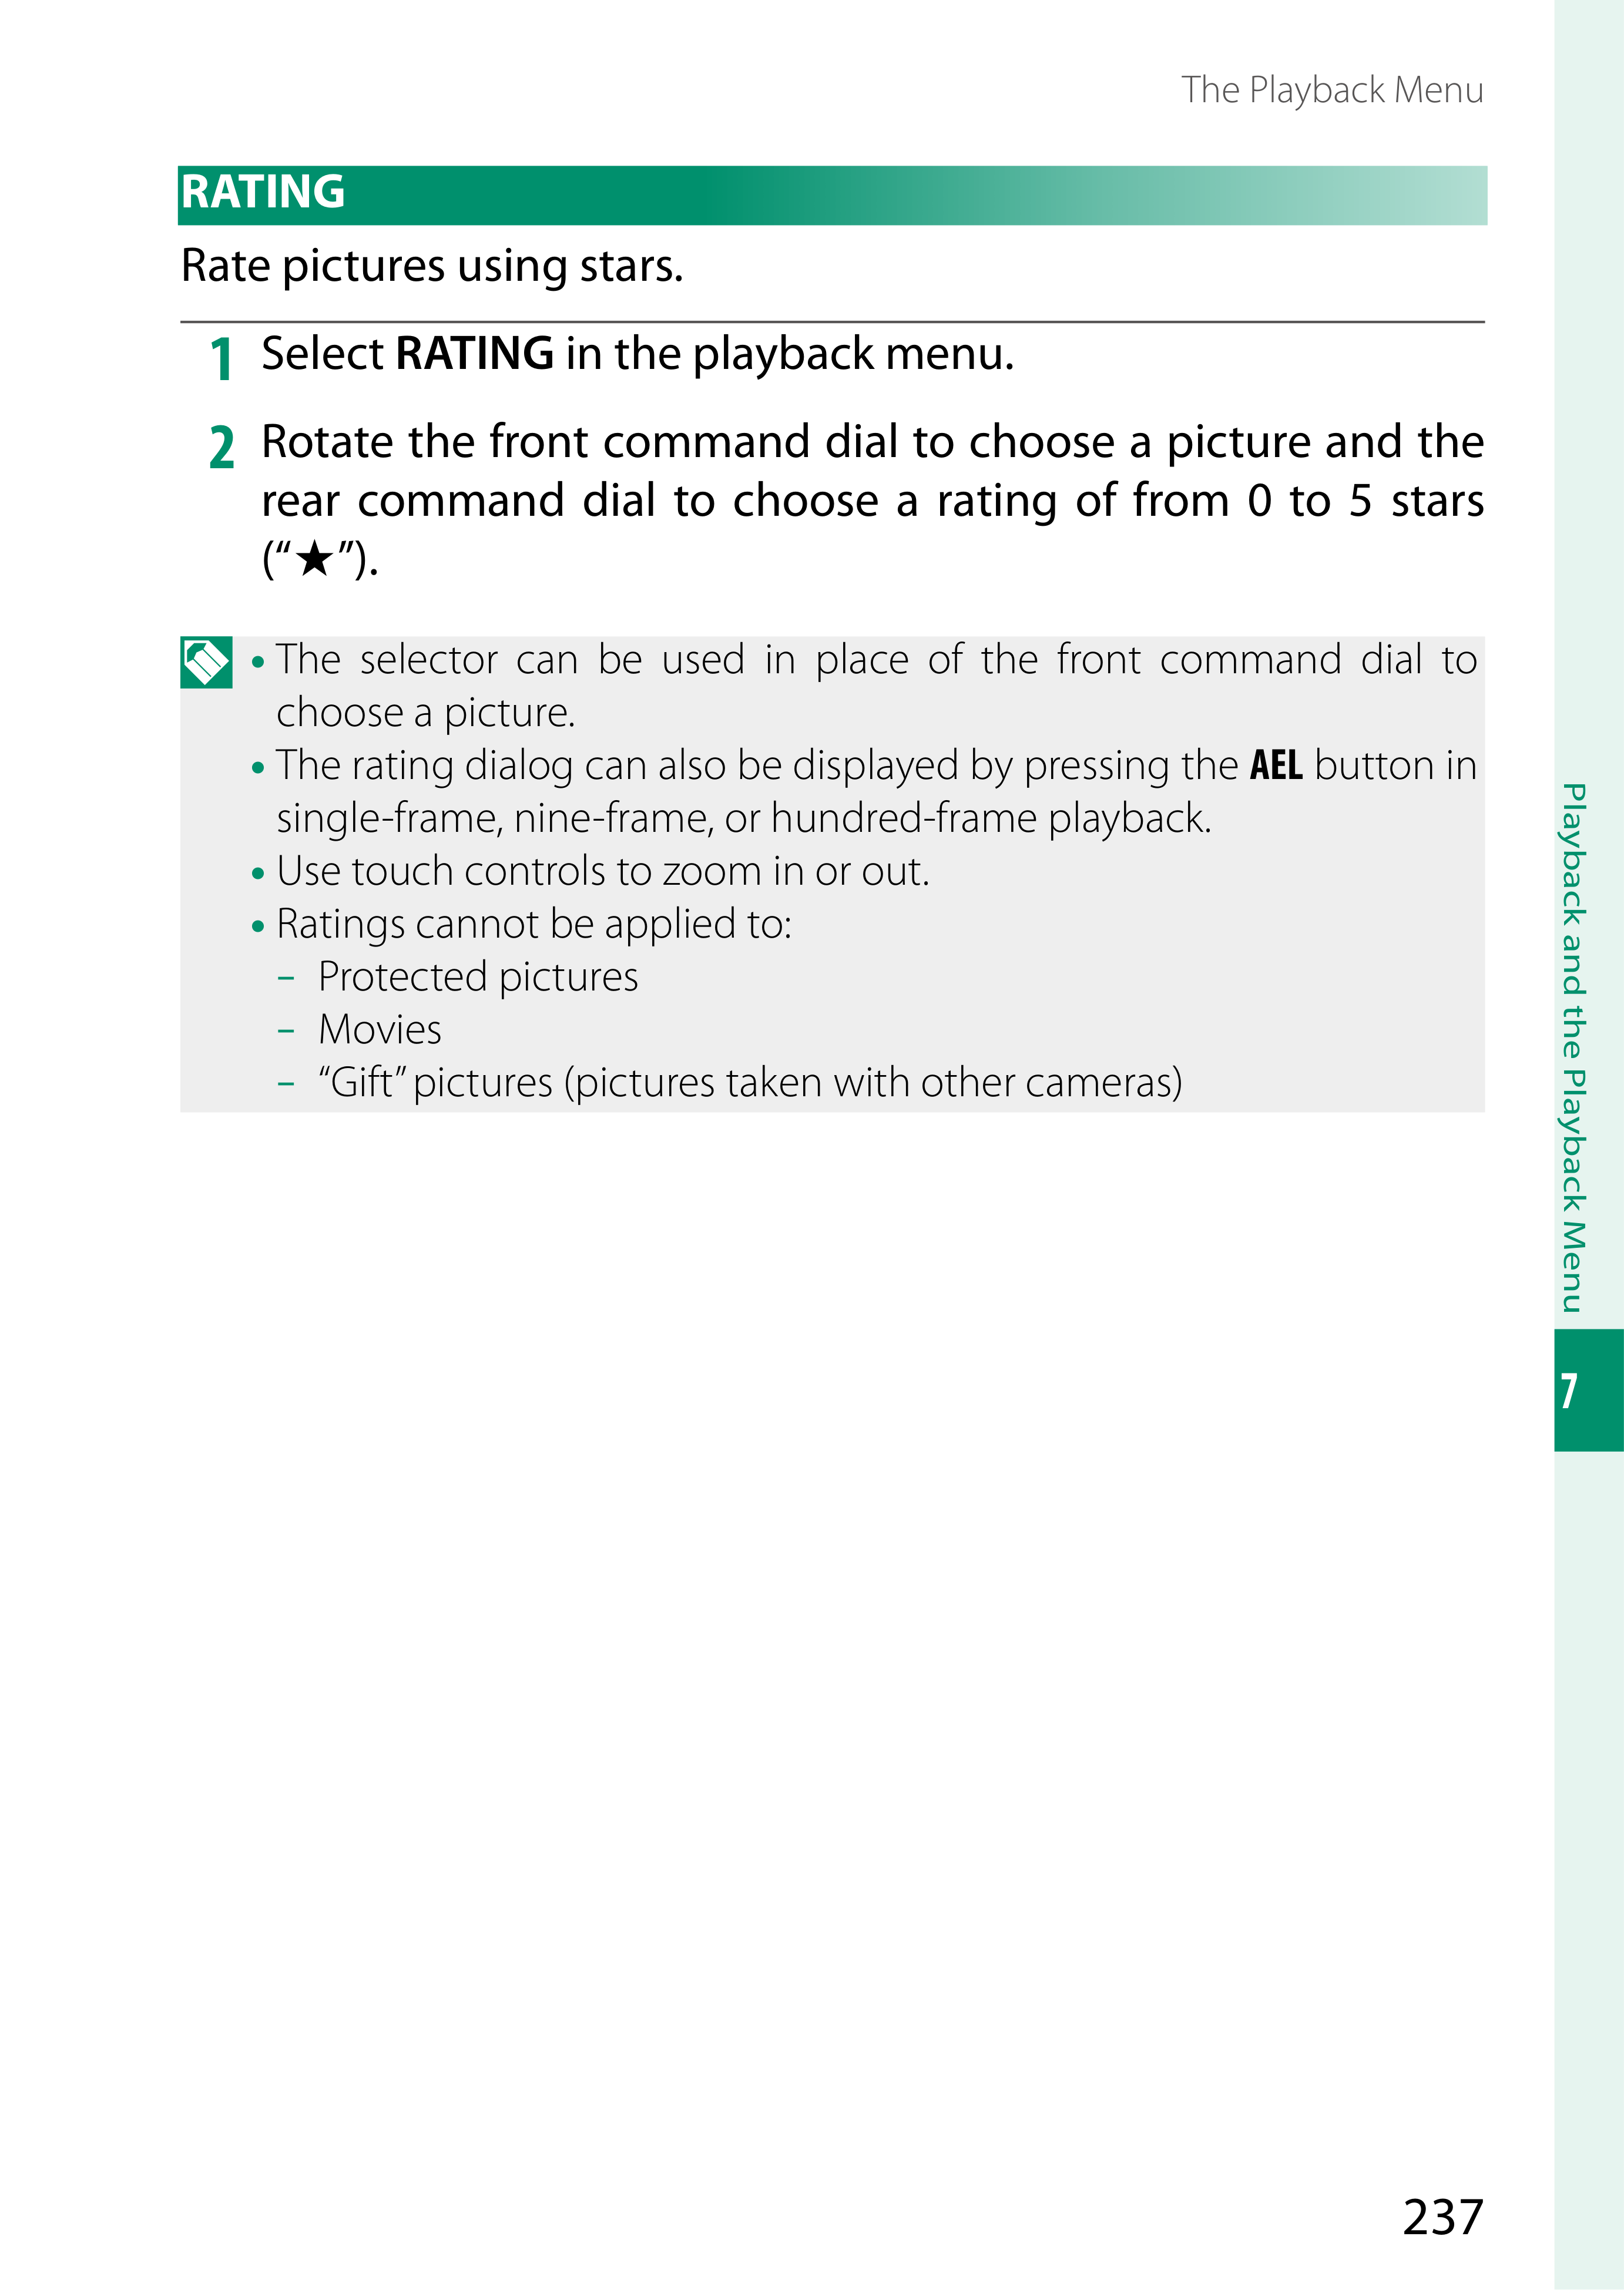 The Playback Menu
RATING
Rate pictures using stars.
1 Select RATING in the playback menu.
2 Rotate the front command dial to choose a picture and the
rear command dial to choose a rating of from 0 to 5 stars
(“★”).
• The selector can be used in place of the front command dial to
choose a picture.
• The rating dialog can also be displayed by pressing the AEL button in
single-frame, nine-frame, or hundred-frame playback.
• Use touch controls to zoom in or out.
• Ratings cannot be applied to:
– Protected pictures
– Movies
– “Gift” pictures (pictures taken with other cameras)
Playback and the Playback Menu
7
237